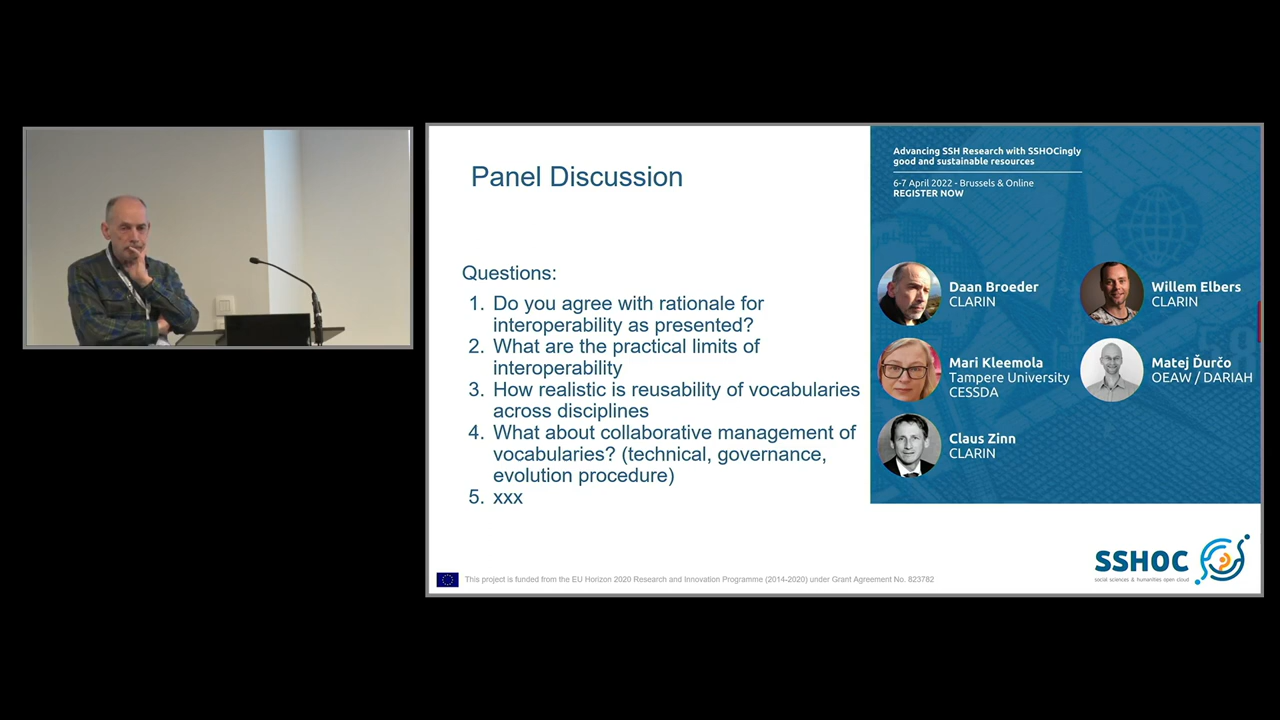 Panel Discussion
Questions:
1. Do you agree with rationale for
interoperability as presented?
2. What are the practical limits of
interoperability
3. How realistic is reusability of vocabularies
across disciplines
4. What about collaborative management of
vocabularies? (technical, governance,
evolution procedure)
5. xxx
Advancing SSH Research with SSHOCingly
good and sustainable resources
6-7 April 2022 - Brussels & Online
REGISTER NOW
Daan Broeder
CLARIN
Willem Elbers
CLARIN
Mari Kleemola
Tampere University
CESSDA
Matej Ďurčo
OEAW / DARIAH
Claus Zinn
CLARIN
SSHOC
social sciences & humanities open cloud
This project is funded from the EU Horizon 2020 Research and Innovation Programme (2014-2020) under Grant Agreement No. 823782